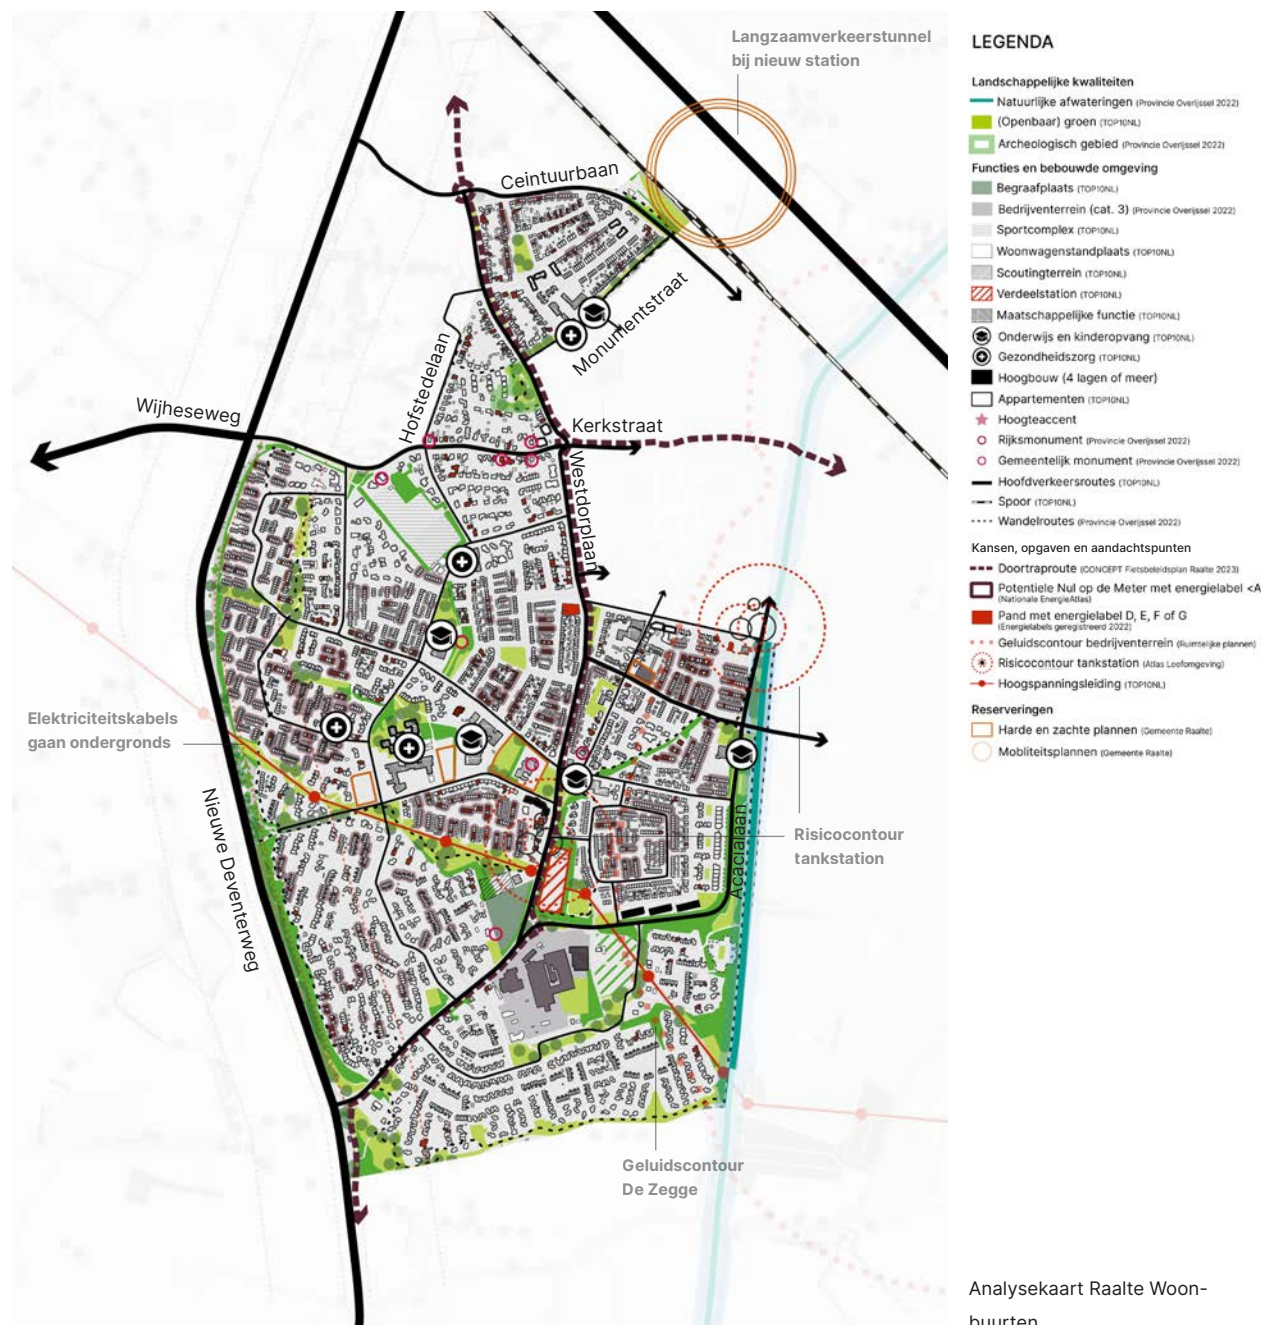 Langzaamverkeerstunnel
bij nieuw station
Ceintuurbaan
Monumentstraat
Hofstedelaan
Wijheseweg
Kerkstraat
Westdorplaan
Elektriciteitskabels
gaan ondergronds
Nieuwe Deventerweg
Acacialaan
Risicocontour
tankstation
Geluidscontour
De Zegge
LEGENDA
Landschappelijke kwaliteiten
Natuurlijke afwateringen (Provincie Overijssel 2022)
(Openbaar) groen (TOP10NL)
Archeologisch gebied (Provincie Overijssel 2022)
Functies en bebouwde omgeving
Begraafplaats (TOP10NL)
Bedrijventerrein (cat. 3) (Provincie Overijssel 2022)
Sportcomplex (TOP10NL)
Woonwagenstandplaats (TOP10NL)
Scoutingterrein (TOP10NL)
Verdeelstation (TOP10NL)
Maatschappelijke functie (TOP10NL)
Onderwijs en kinderopvang (TOP10NL)
Gezondheidszorg (TOP10NL)
Hoogbouw (4 lagen of meer)
Appartementen (TOP10NL)
Hoogteaccent
Rijksmonument (Provincie Overijssel 2022)
Gemeentelijk monument (Provincie Overijssel 2022)
Hoofdverkeersroutes (TOP10NL)
Spoor (TOP10NL)
Wandelroutes (Provincie Overijssel 2022)
Kansen, opgaven en aandachtspunten
Doortraproute (CONCEPT Fietsbeleidsplan Raalte 2023)
Potentiele Nul op de Meter met energielabel <A
(Nationale EnergieAtlas)
Pand met energielabel D, E, F of G
(Energielabels geregistreerd 2022)
Geluidscontour bedrijventerrein (Ruimtelijke plannen)
Risicocontour tankstation (Atlas Leefomgeving)
Hoogspanningsleiding (TOP10NL)
Reserveringen
Harde en zachte plannen (Gemeente Raalte)
Mobliteitsplannen (Gemeente Raalte)
Analysekaart Raalte Woon-
buurten